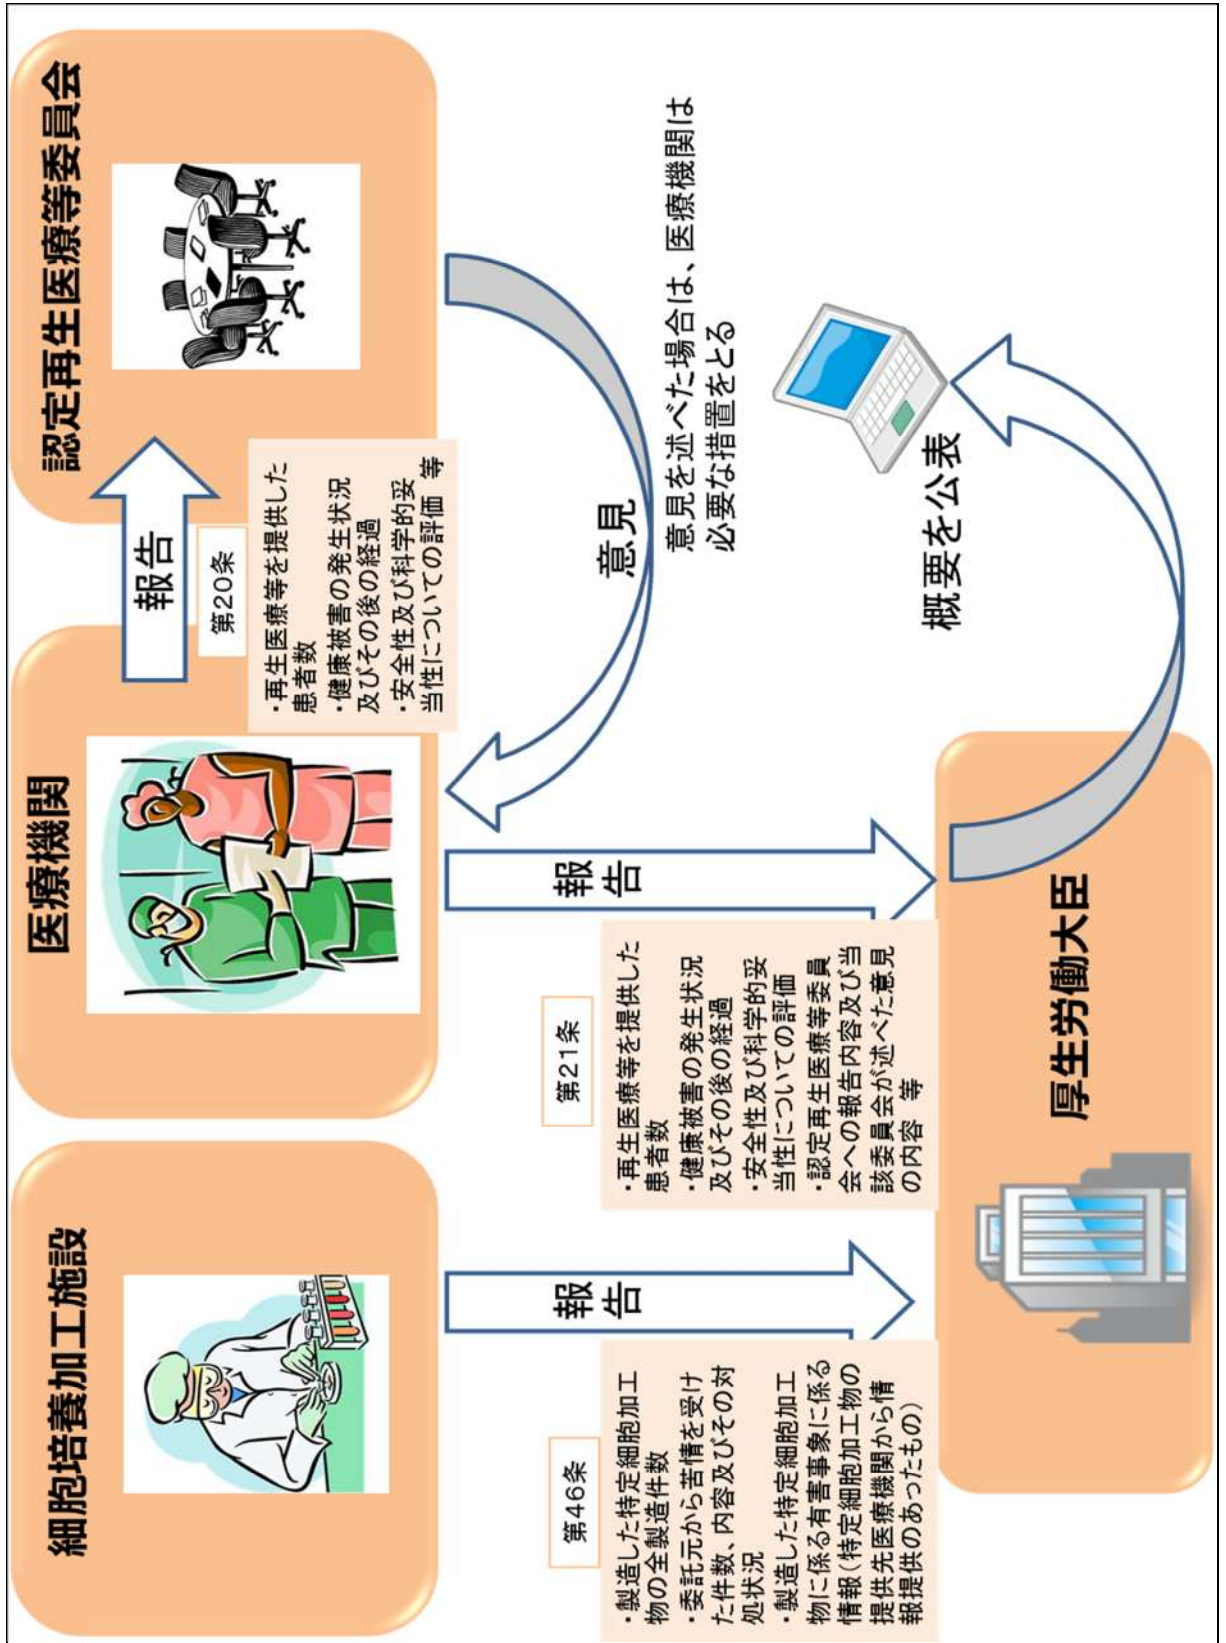 細胞培養加工施設
医療機関
認定再生医療等委員会
報告
第20条
・再生医療等を提供した
患者数
・健康被害の発生状況
及びその後の経過
・安全性及び科学的妥
当性についての評価 等
意見
意見を述べた場合は、医療機関は
必要な措置をとる
報告
第46条
・製造した特定細胞加工
物の全製造件数
・委託元から苦情を受け
た件数、内容及びその対
処状況
・製造した特定細胞加工
物に係る有害事象に係る
情報（特定細胞加工物の
提供先医療機関から情
報提供のあったもの）
報告
第21条
・再生医療等を提供した
患者数
・健康被害の発生状況
及びその後の経過
・安全性及び科学的妥
当性についての評価
・認定再生医療等委員
会への報告内容及び当
該委員会が述べた意見
の内容 等
概要を公表
厚生労働大臣